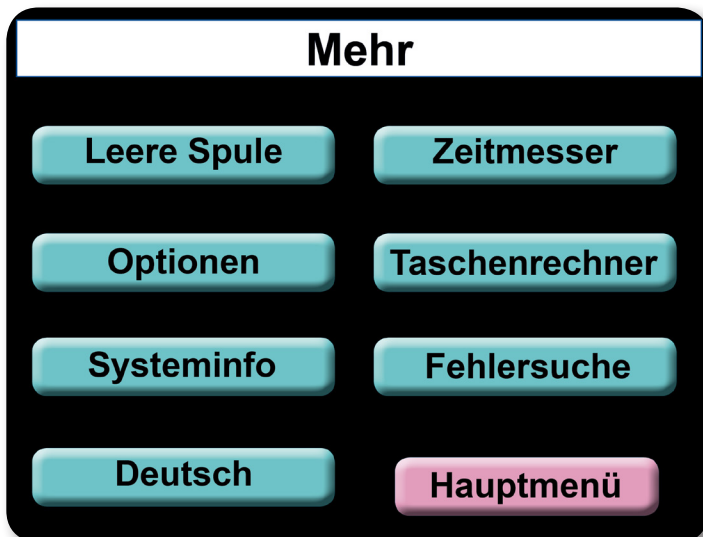 Mehr
Leere Spule
Zeitmesser
Optionen
Taschenrechner
Systeminfo
Fehlersuche
Deutsch
Hauptmenü